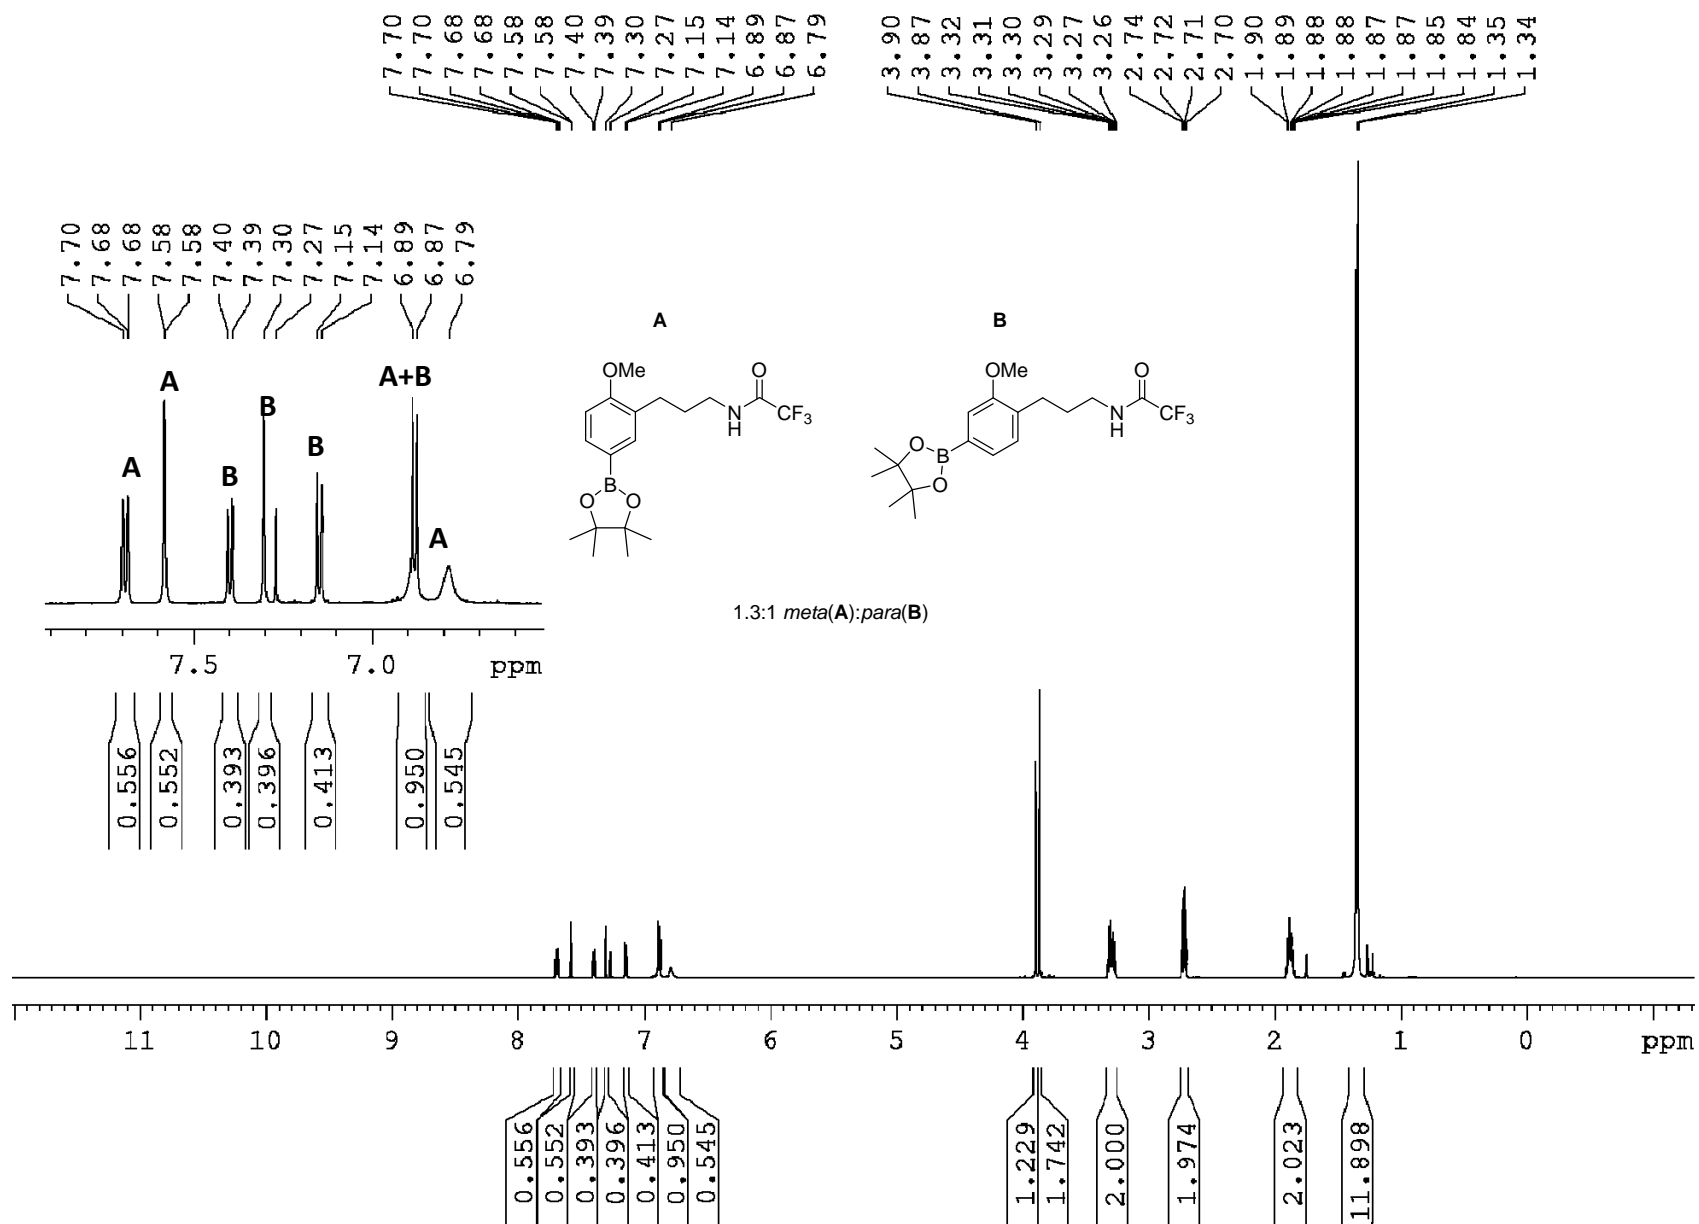 7.70 7.70 7.68 7.68 7.58 7.58 7.40 7.39 7.30 7.27 7.15 7.14 6.89 6.87 6.79
3.90 3.87 3.32 3.31 3.30 3.29 3.27 3.26 2.74 2.72 2.71 2.70 1.90 1.89 1.88 1.88 1.87 1.87 1.85 1.84 1.35 1.34
7.70 7.68 7.68 7.58 7.58 7.40 7.39 7.30 7.27 7.15 7.14 6.89 6.87 6.79
A A B B B A+B A
7.5 7.0 ppm
0.556 0.552 0.393 0.396 0.413 0.950 0.545
A
OMe
O
N
H
CF3
B
O O
B
OMe
O
N
H
CF3
O
B
O
1.3:1 meta(A):para(B)
11 10 9 8 7 6 5 4 3 2 1 0 ppm
0.556 0.552 0.393 0.396 0.413 0.950 0.545 1.229 1.742 2.000 1.974 2.023 11.898